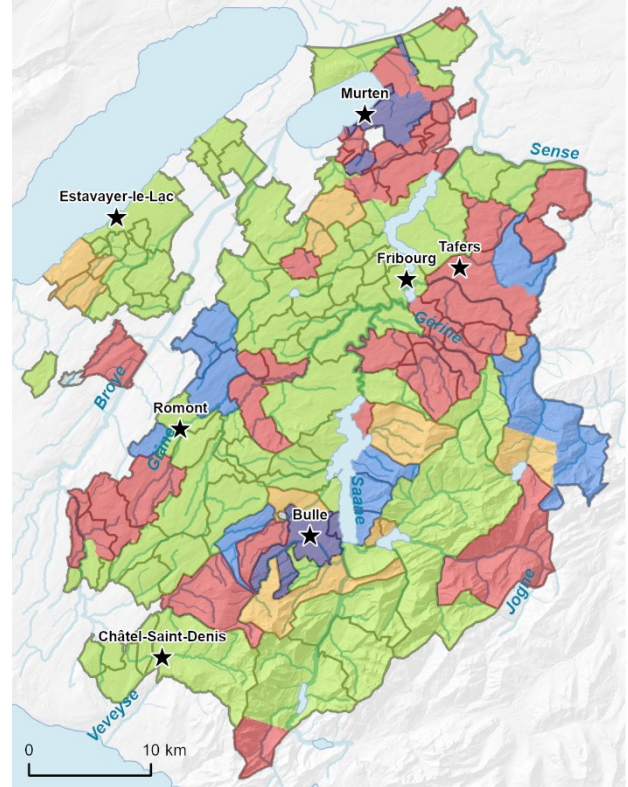 Murten
Sense
Estavayer-le-Lac
Tafers
Fribourg
Gérine
Broye
Romont
Glâne
Saane
Bulle
Jogne
Châtel-Saint-Denis
Veveyse
0 10 km